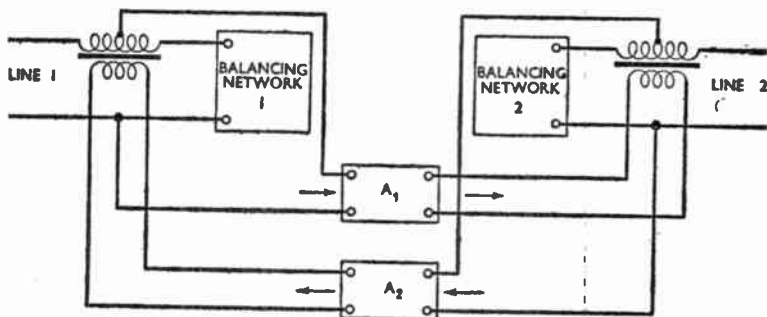 LINE 1
BALANCING
NETWORK
1
BALANCING
NETWORK
2
LINE 2
A1
A2